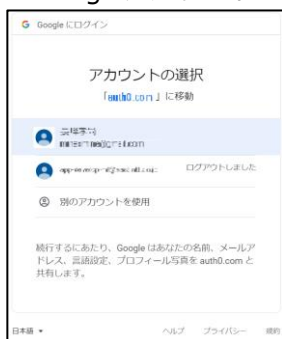 Google にログイン
アカウントの選択
「auth0.com」に移動
ログアウトしました
別のアカウントを使用
続行するにあたり、Google はあなたの名前、メールア
ドレス、言語設定、プロフィール写真を auth0.com と
共有します。
日本語
ヘルプ
プライバシー
規約